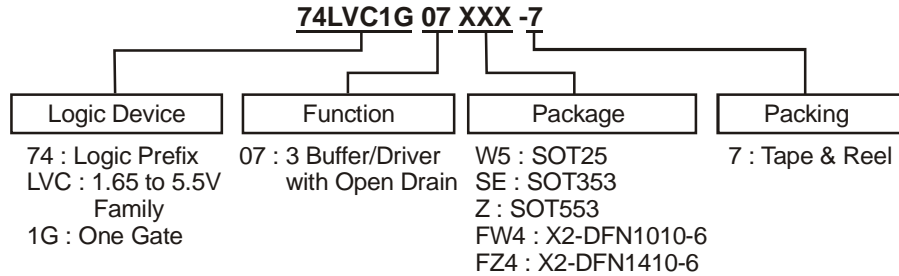 74LVC1G 07 XXX -7
Logic Device
Function
Package
Packing
74 : Logic Prefix
LVC : 1.65 to 5.5V
Family
1G : One Gate
07 : 3 Buffer/Driver
with Open Drain
W5 : SOT25
SE : SOT353
Z : SOT553
FW4 : X2-DFN1010-6
FZ4 : X2-DFN1410-6
7 : Tape & Reel